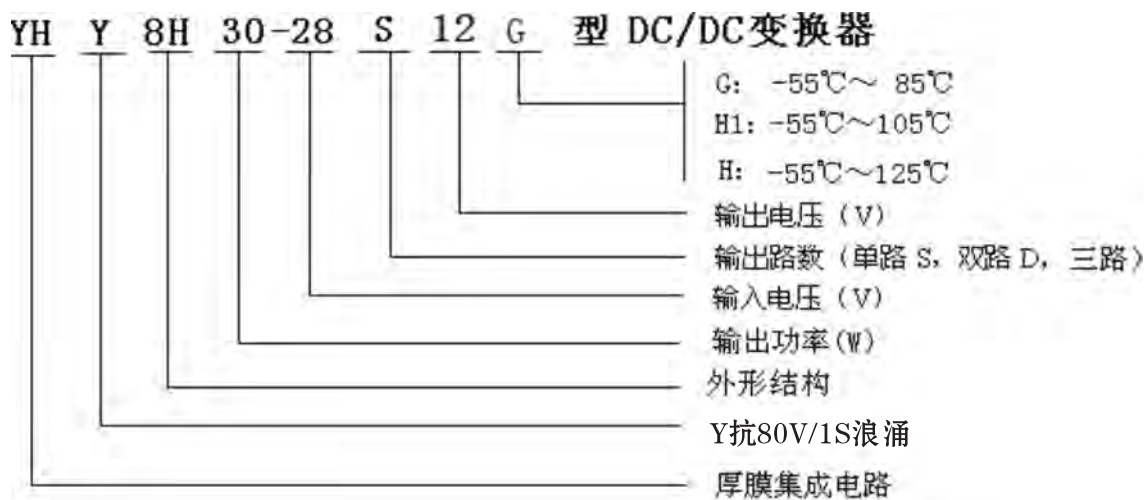 YH Y 8H 30-28 S 12 G 型 DC/DC变换器
G: -55℃～ 85℃
H1: -55℃～105℃
H: -55℃～125℃
输出电压（V）
输出路数（单路 S，双路 D，三路）
输入电压（V）
输出功率(W)
外形结构
Y抗80V/1S浪涌
厚膜集成电路